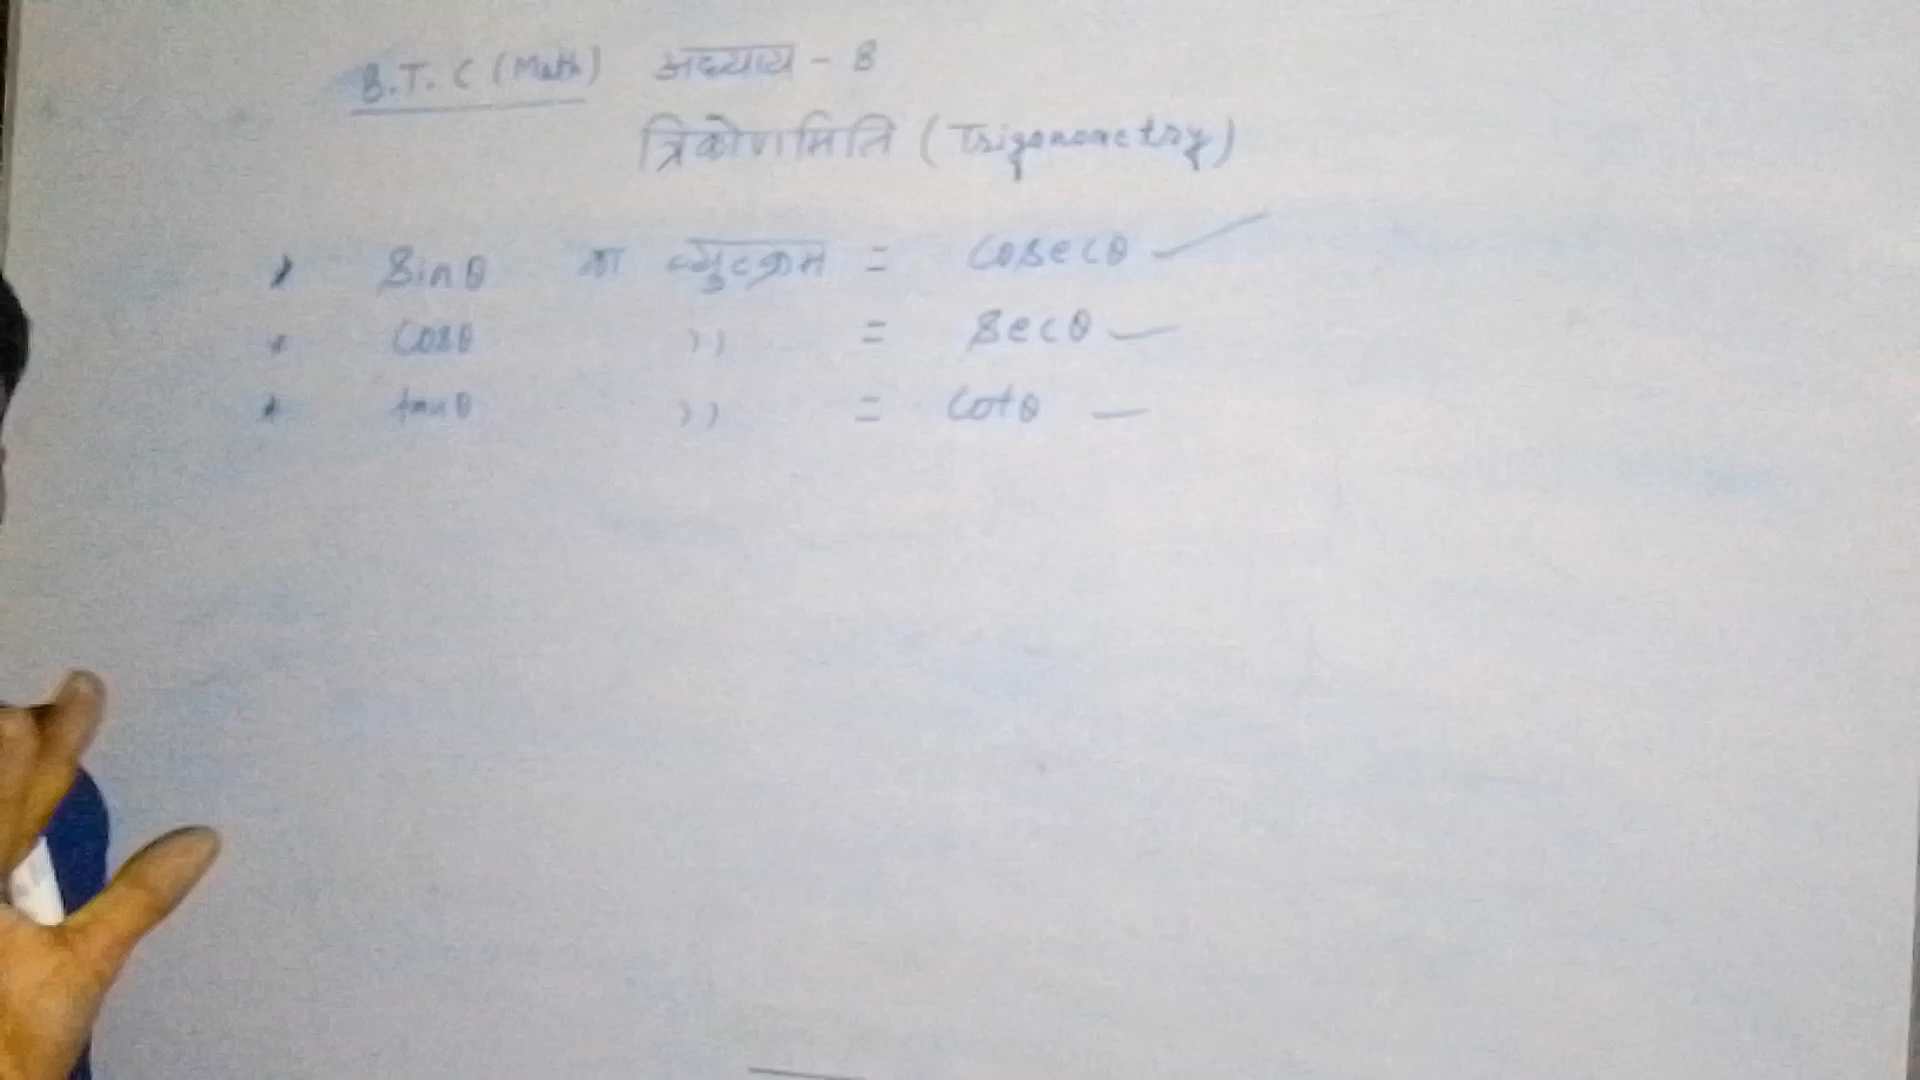 B.T.C (Math) अध्याय - 8
त्रिकोणमिति (Trigonometry)
Sinθ का व्युत्क्रम = Cosecθ
Cosθ ,, = Secθ
tanθ ,, = Cotθ